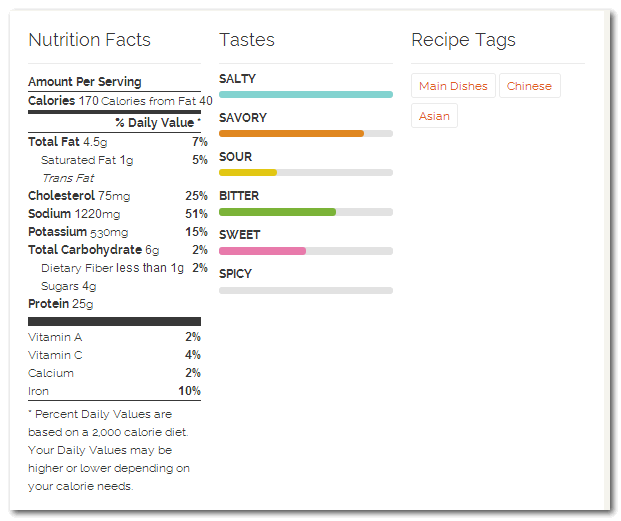 Nutrition Facts
Amount Per Serving
Calories 170 Calories from Fat 40
% Daily Value *
Total Fat 4.5g 7%
Saturated Fat 1g 5%
Trans Fat
Cholesterol 75mg 25%
Sodium 1220mg 51%
Potassium 530mg 15%
Total Carbohydrate 6g 2%
Dietary Fiber less than 1g 2%
Sugars 4g
Protein 25g
Vitamin A 2%
Vitamin C 4%
Calcium 2%
Iron 10%
* Percent Daily Values are
based on a 2,000 calorie diet.
Your Daily Values may be
higher or lower depending on
your calorie needs.
Tastes
SALTY
SAVORY
SOUR
BITTER
SWEET
SPICY
Recipe Tags
Main Dishes Chinese
Asian